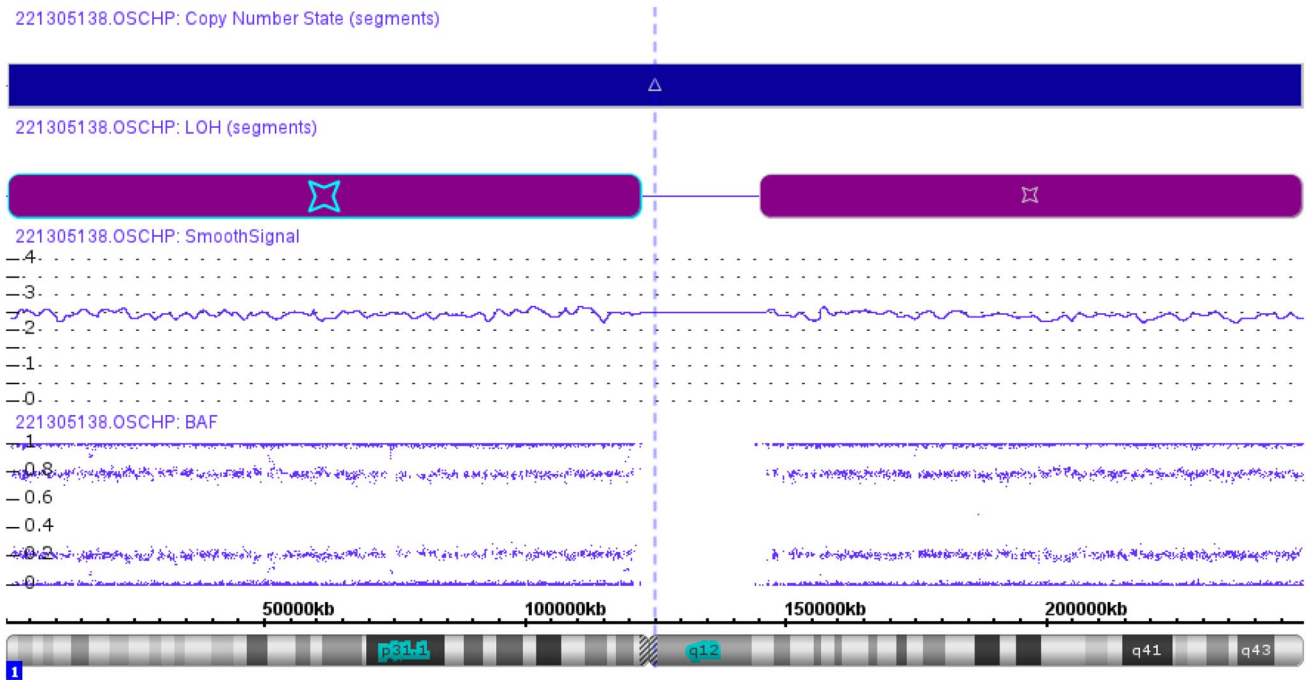 221305138.OSCHP: Copy Number State (segments)
221305138.OSCHP: LOH (segments)
221305138.OSCHP: SmoothSignal
4
3
2
1
0
221305138.OSCHP: BAF
1
0.8
0.6
0.4
0.2
0
50000kb 100000kb 150000kb 200000kb
p31.1 q12 q41 q43
1